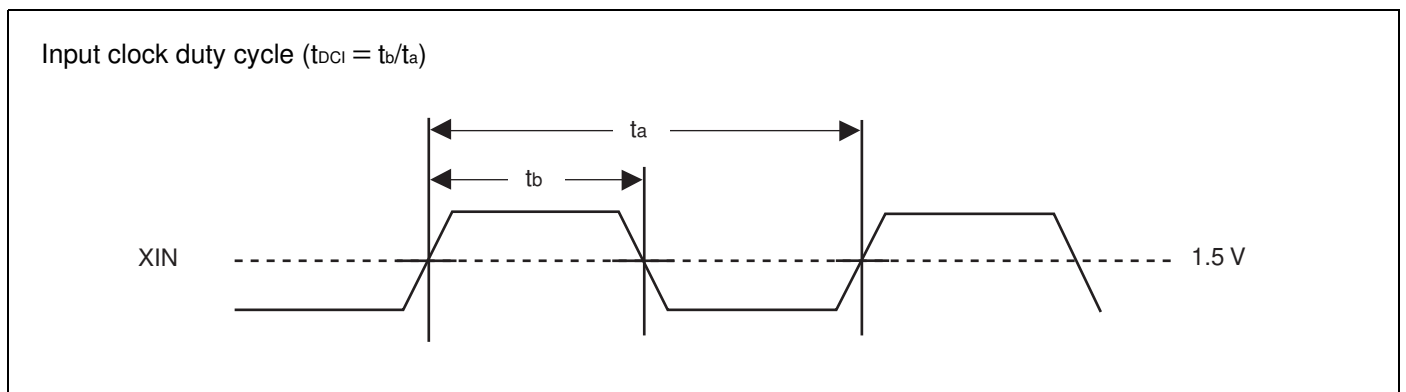 Input clock duty cycle (tDCI = tb/ta)
ta
tb
XIN
1.5 V